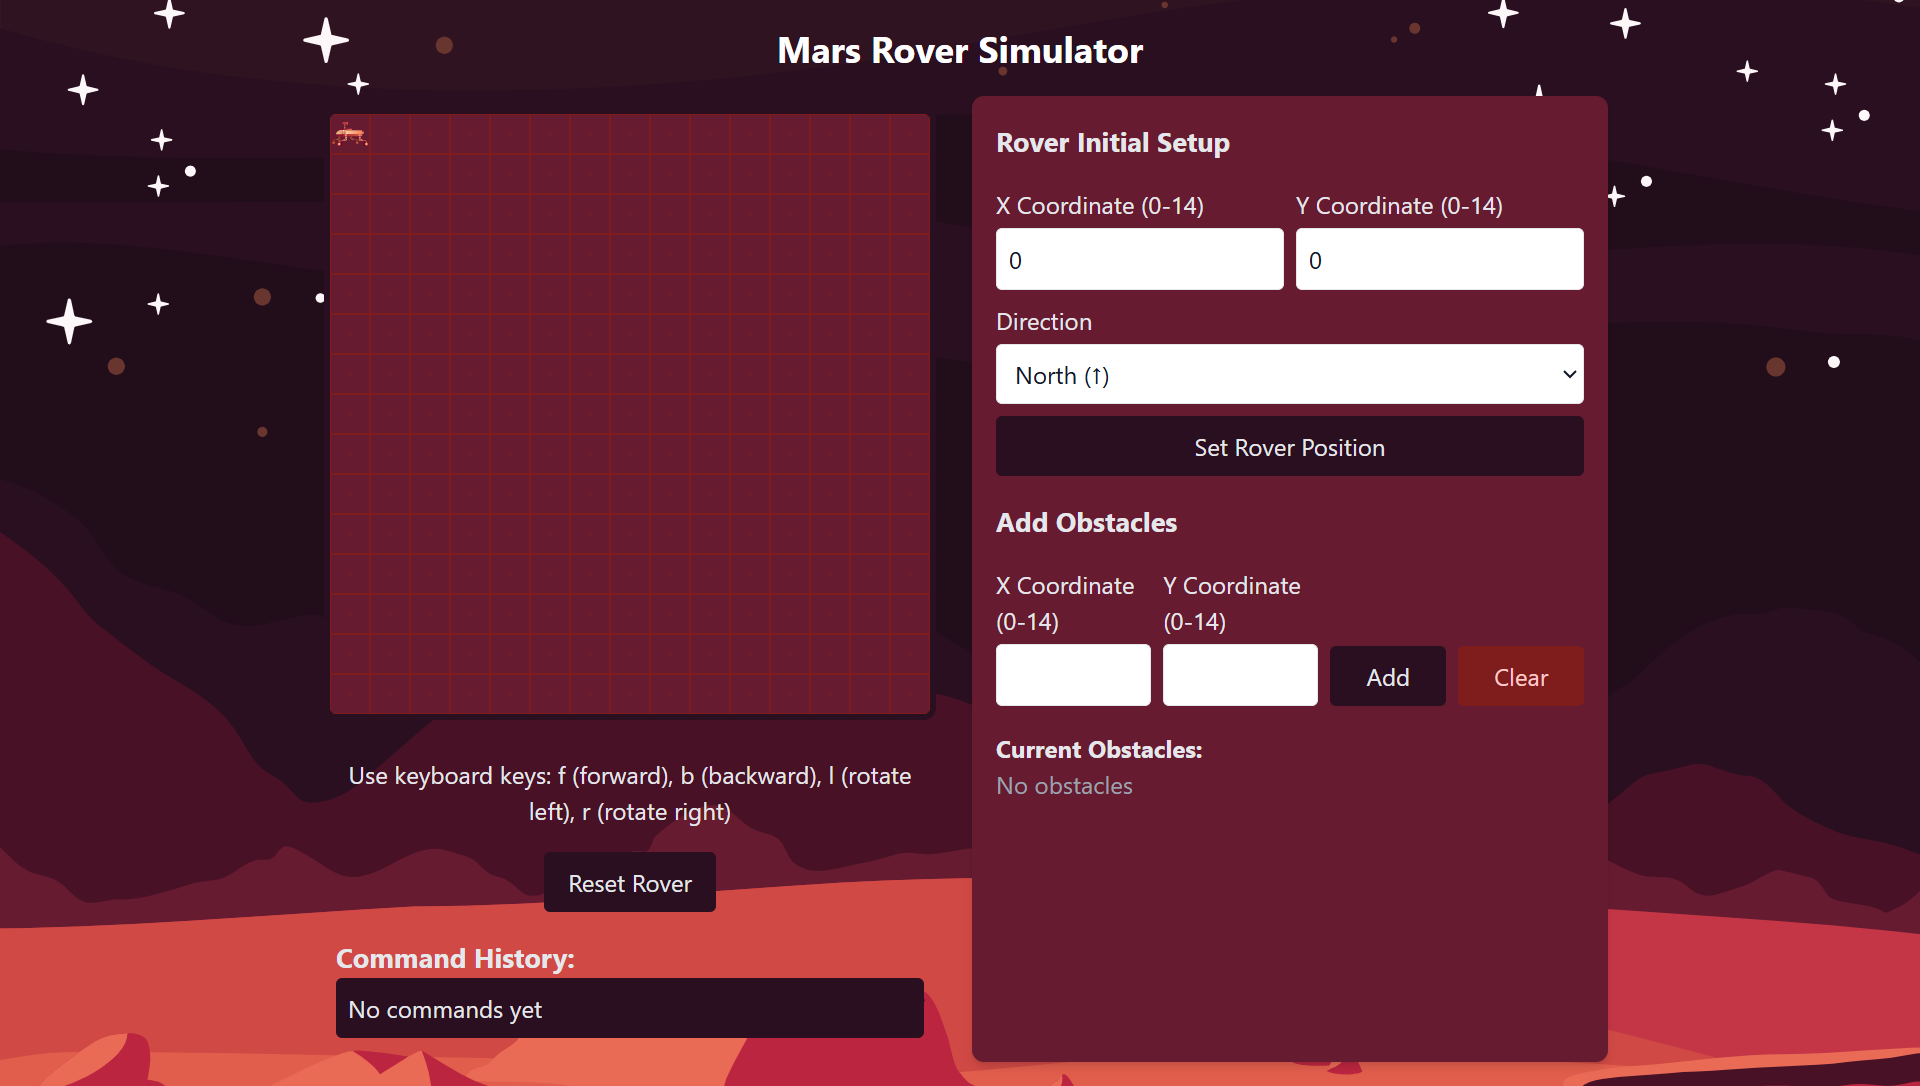 Mars Rover Simulator
Use keyboard keys: f (forward), b (backward), l (rotate
left), r (rotate right)
Reset Rover
Command History:
No commands yet
Rover Initial Setup
X Coordinate (0-14)
Y Coordinate (0-14)
0
0
Direction
North (↑)
Set Rover Position
Add Obstacles
X Coordinate
(0-14)
Y Coordinate
(0-14)
Add
Clear
Current Obstacles:
No obstacles